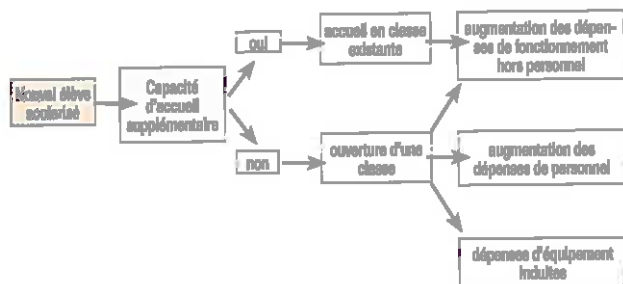 Nouvel élève
scolarisé
Capacité
d'accueil
supplémentaire
oui
accueil en classe
existante
augmentation des dépen-
ses de fonctionnement
hors personnel
non
ouverture d'une
classe
augmentation des
dépenses de personnel
dépenses d'équipement
induites